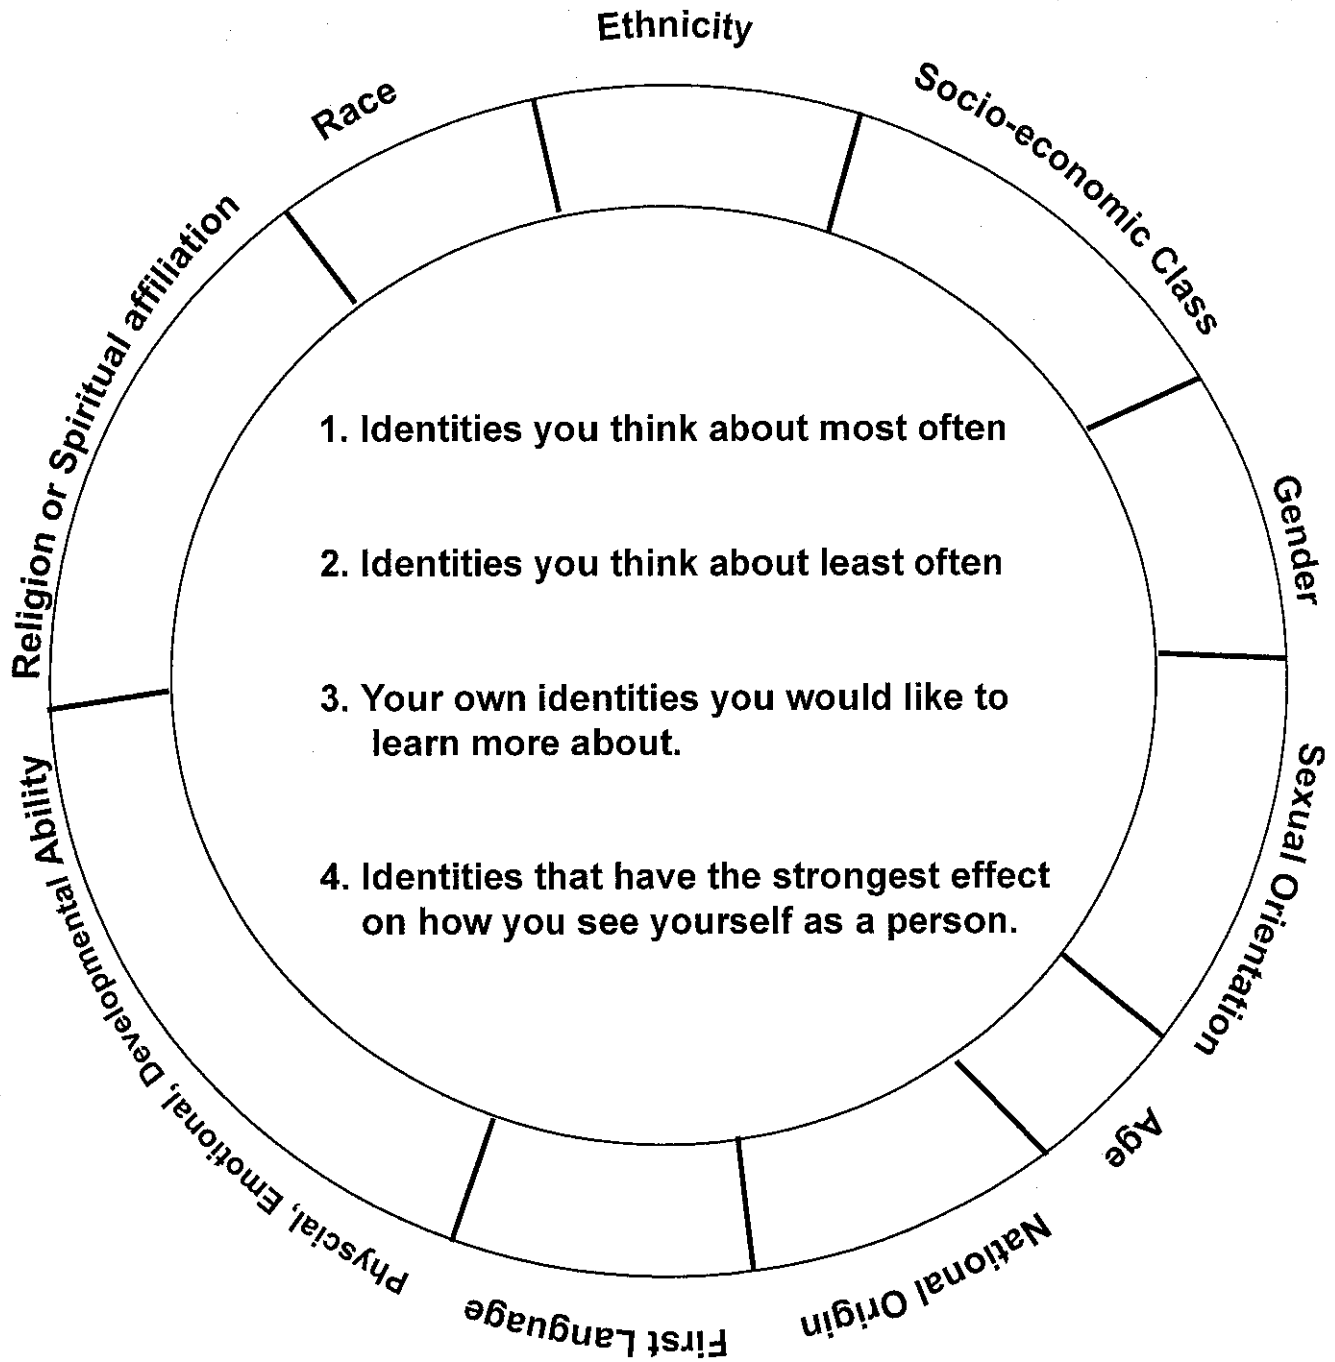 Ethnicity
Socio-economic Class
Gender
Sexual Orientation
Age
National Origin
First Language
Physcial, Emotional, Developmental Ability
Religion or Spiritual affiliation
Race
1. Identities you think about most often
2. Identities you think about least often
3. Your own identities you would like to
learn more about.
4. Identities that have the strongest effect
on how you see yourself as a person.